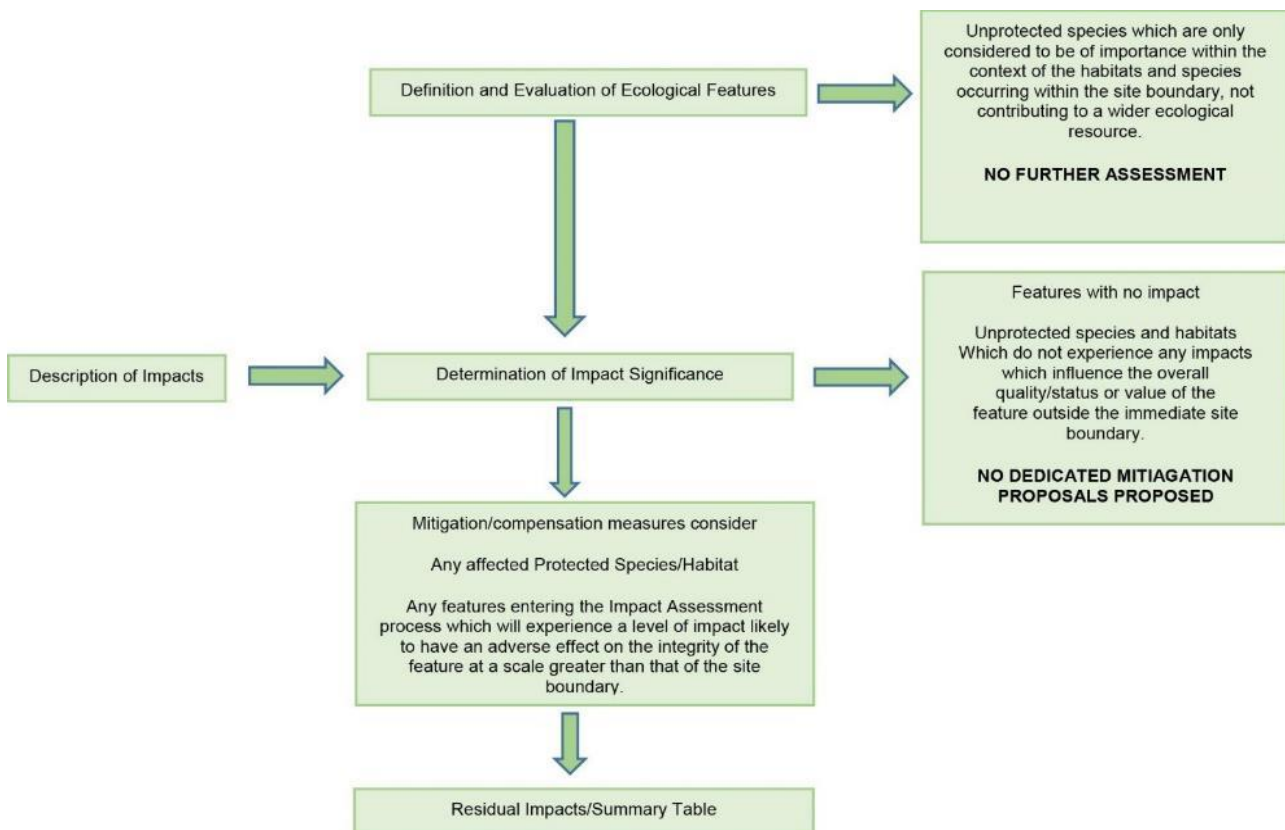 Unprotected species which are only
considered to be of importance within the
context of the habitats and species
occurring within the site boundary, not
contributing to a wider ecological
resource.
NO FURTHER ASSESSMENT
Definition and Evaluation of Ecological Features
Features with no impact
Unprotected species and habitats
Which do not experience any impacts
which influence the overall
quality/status or value of the
feature outside the immediate site
boundary.
NO DEDICATED MITIAGATION
PROPOSALS PROPOSED
Description of Impacts
Determination of Impact Significance
Mitigation/compensation measures consider
Any affected Protected Species/Habitat
Any features entering the Impact Assessment
process which will experience a level of impact likely
to have an adverse effect on the integrity of the
feature at a scale greater than that of the site
boundary.
Residual Impacts/Summary Table